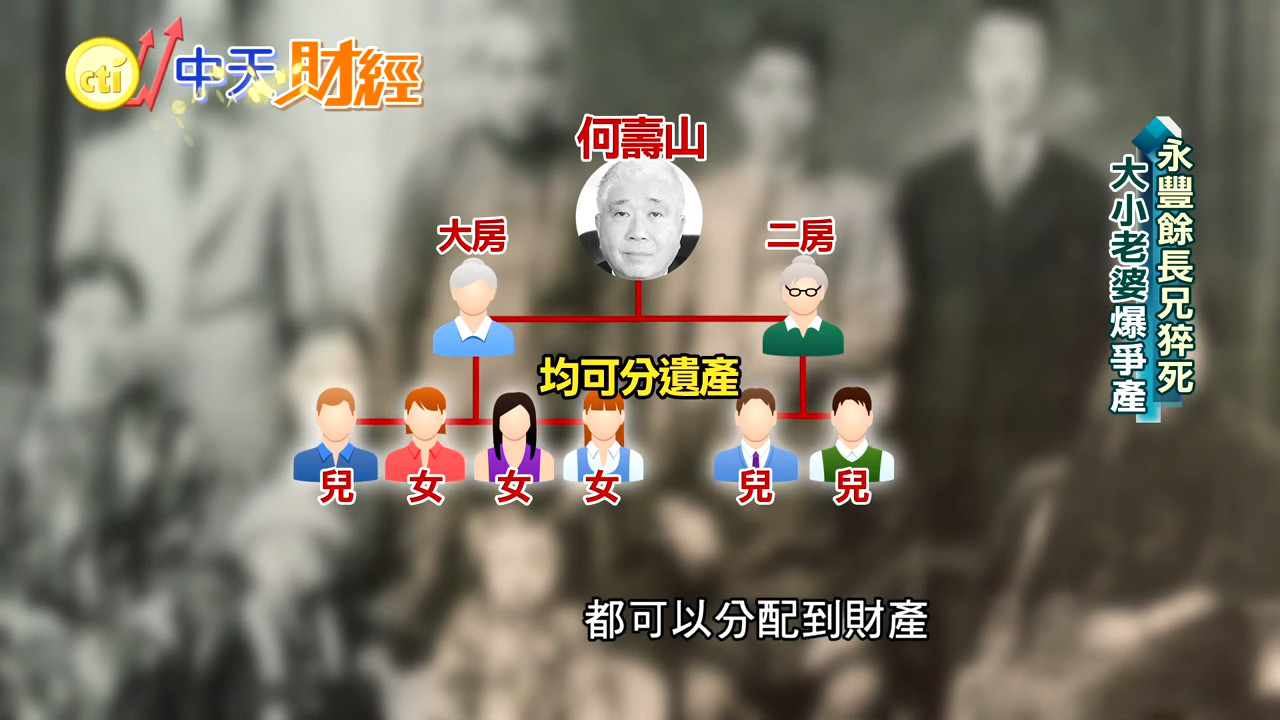 cti
中天財經
何壽山
大房
二房
均可分遺產
兒
女
女
女
兒
兒
永豐餘長兄猝死
大小老婆爆爭產
都可以分配到財產